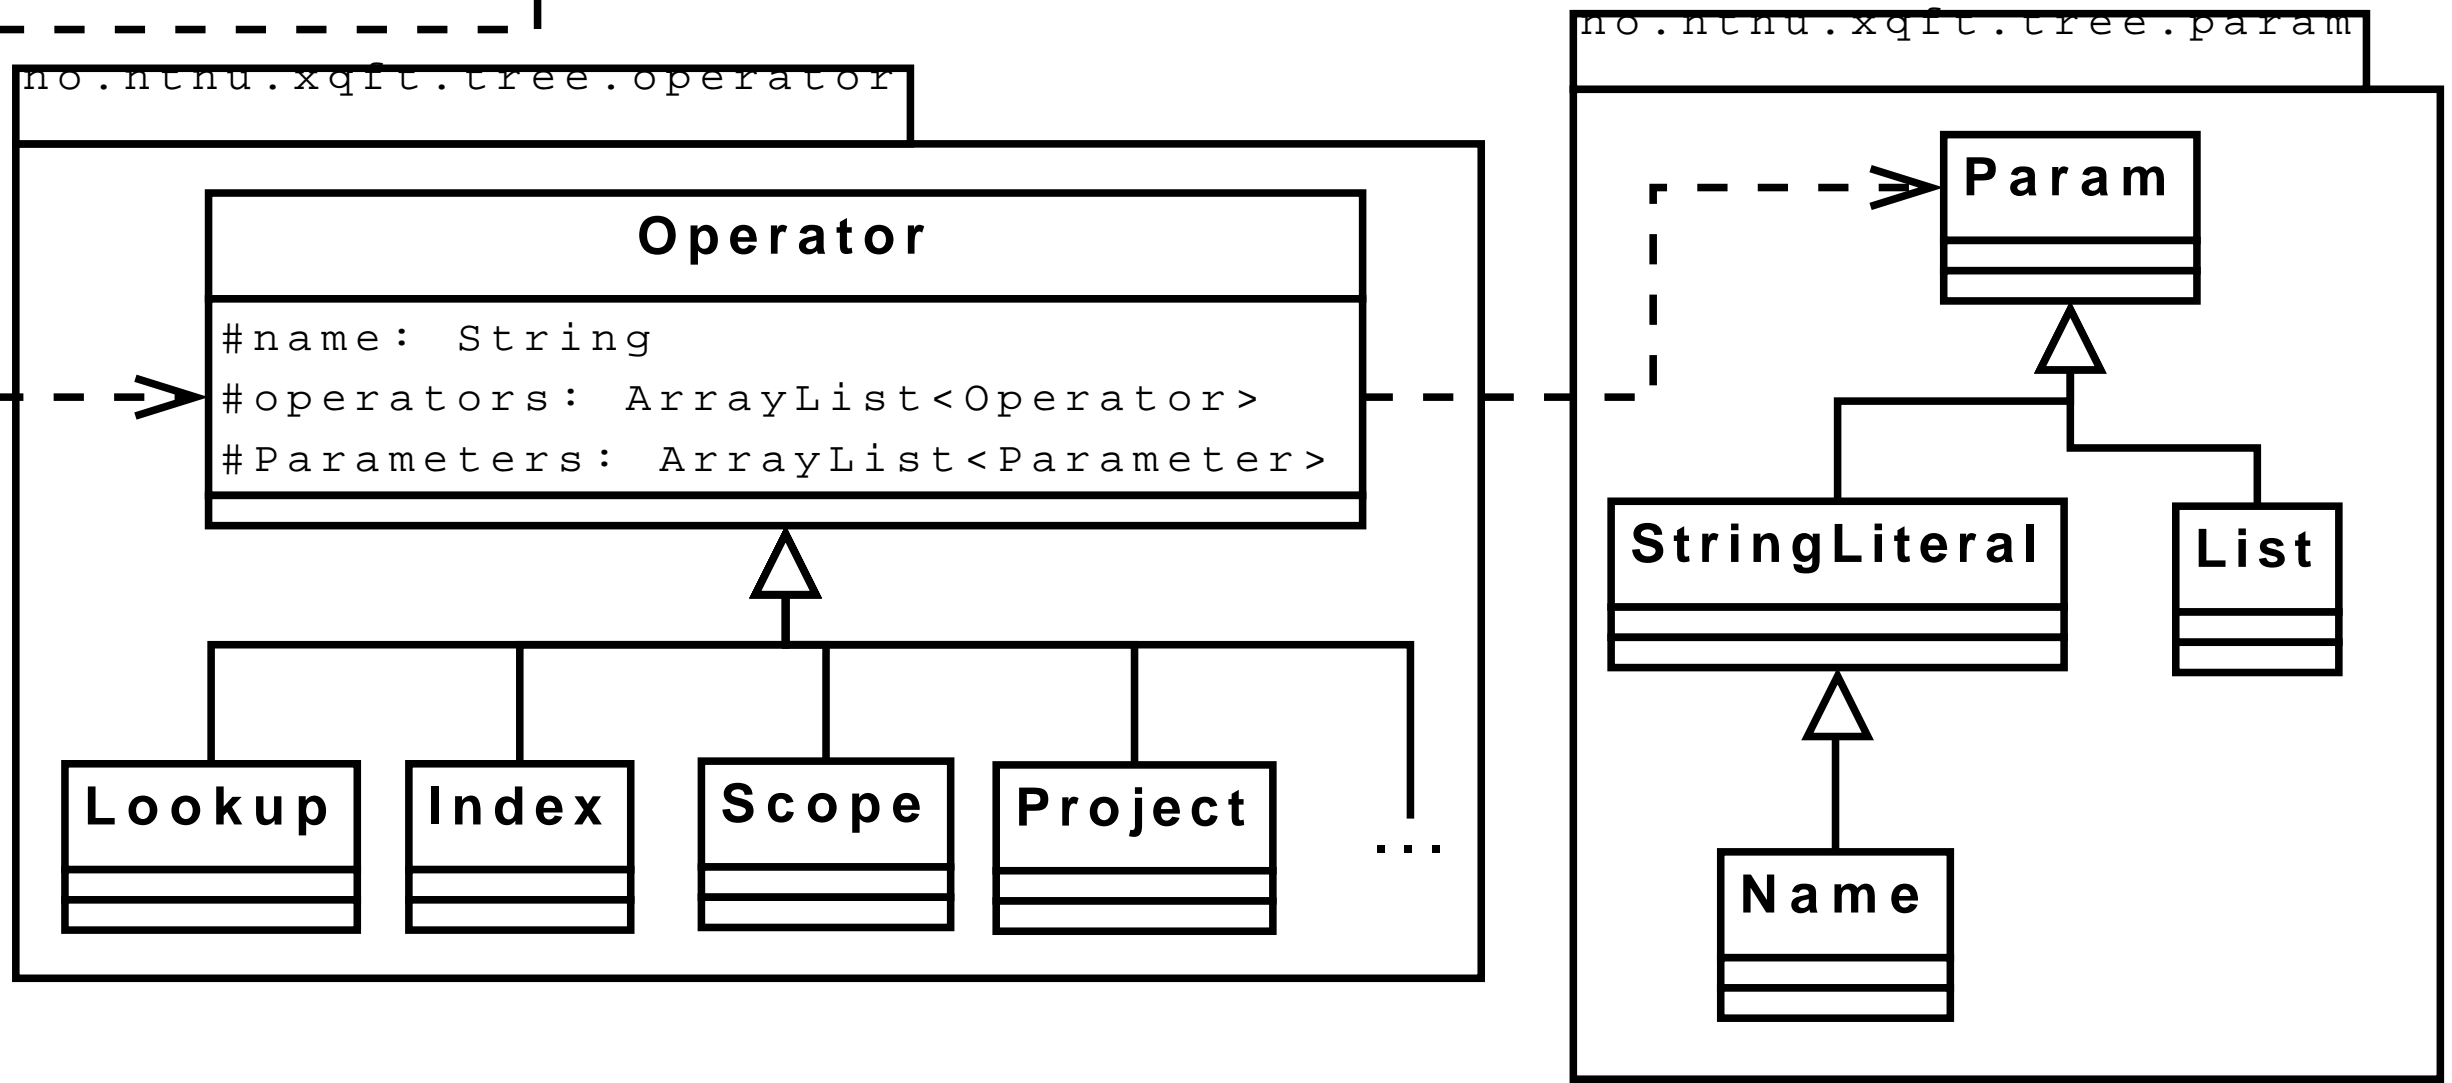 no.ntnu.xqft.tree.param
no.ntnu.xqft.tree.operator
Param
Operator
#name: String
#operators: ArrayList<Operator>
#Parameters: ArrayList<Parameter>
StringLiteral
List
Lookup
Index
Scope
Project
...
Name